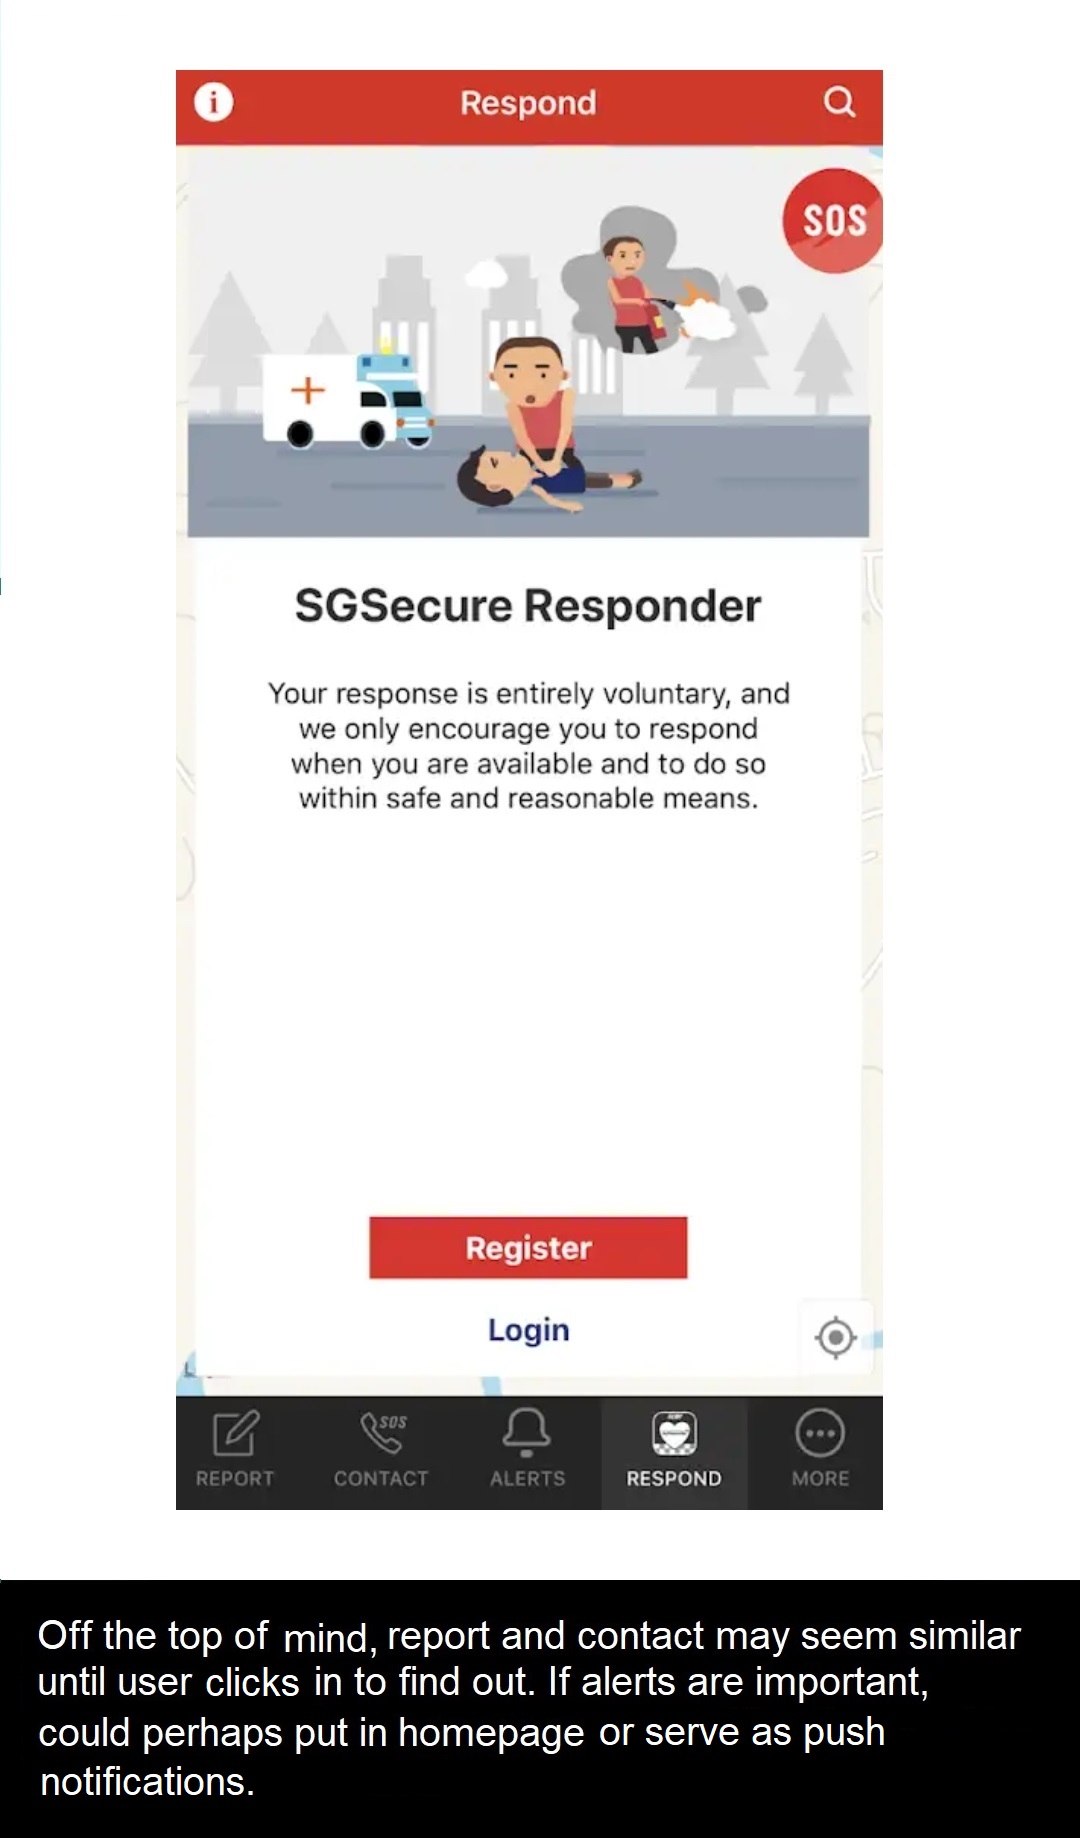 Respond
SOS
SGSecure Responder
Your response is entirely voluntary, and
we only encourage you to respond
when you are available and to do so
within safe and reasonable means.
Register
Login
SOS
REPORT CONTACT ALERTS RESPOND MORE
Off the top of mind, report and contact may seem similar
until user clicks in to find out. If alerts are important,
could perhaps put in homepage or serve as push
notifications.